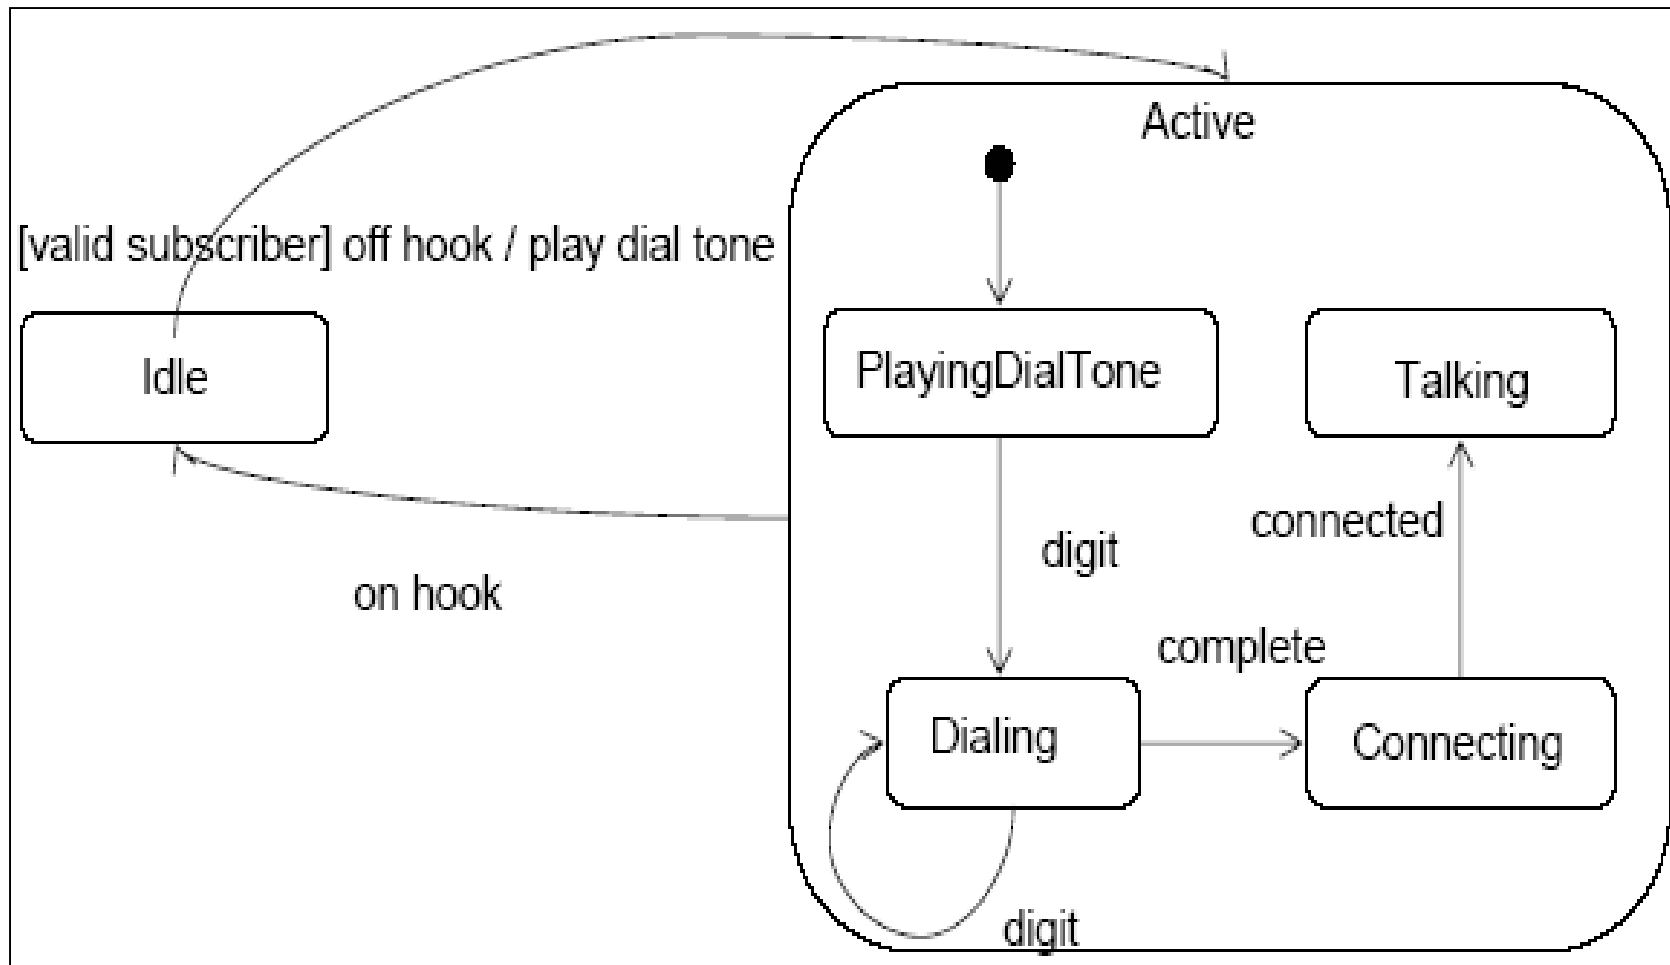 Active
[valid subscriber] off hook / play dial tone
Idle
PlayingDialTone
Talking
connected
digit
on hook
complete
Dialing
Connecting
digit